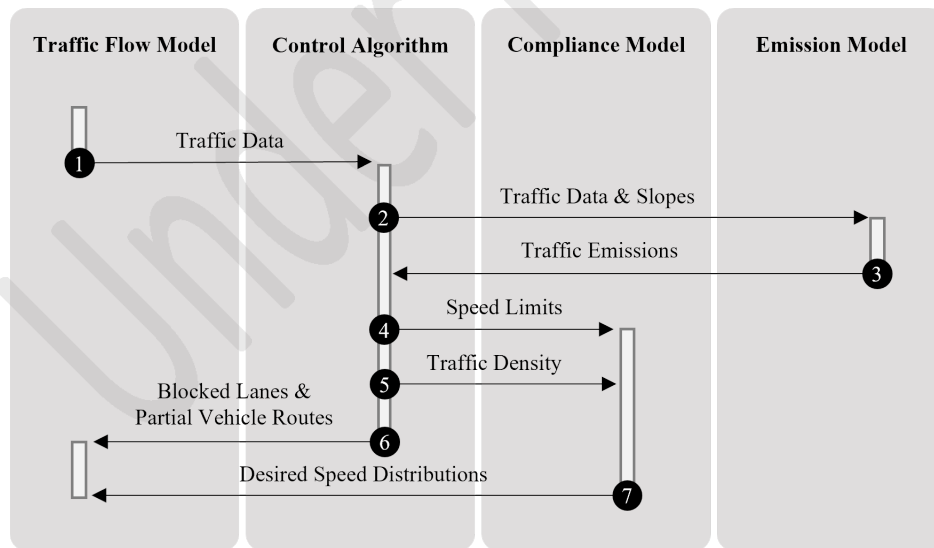 Traffic Flow Model
Control Algorithm
Compliance Model
Emission Model
Traffic Data
1
2
Traffic Data & Slopes
Traffic Emissions
3
Speed Limits
4
Traffic Density
5
Blocked Lanes &
Partial Vehicle Routes
6
Desired Speed Distributions
7
Under